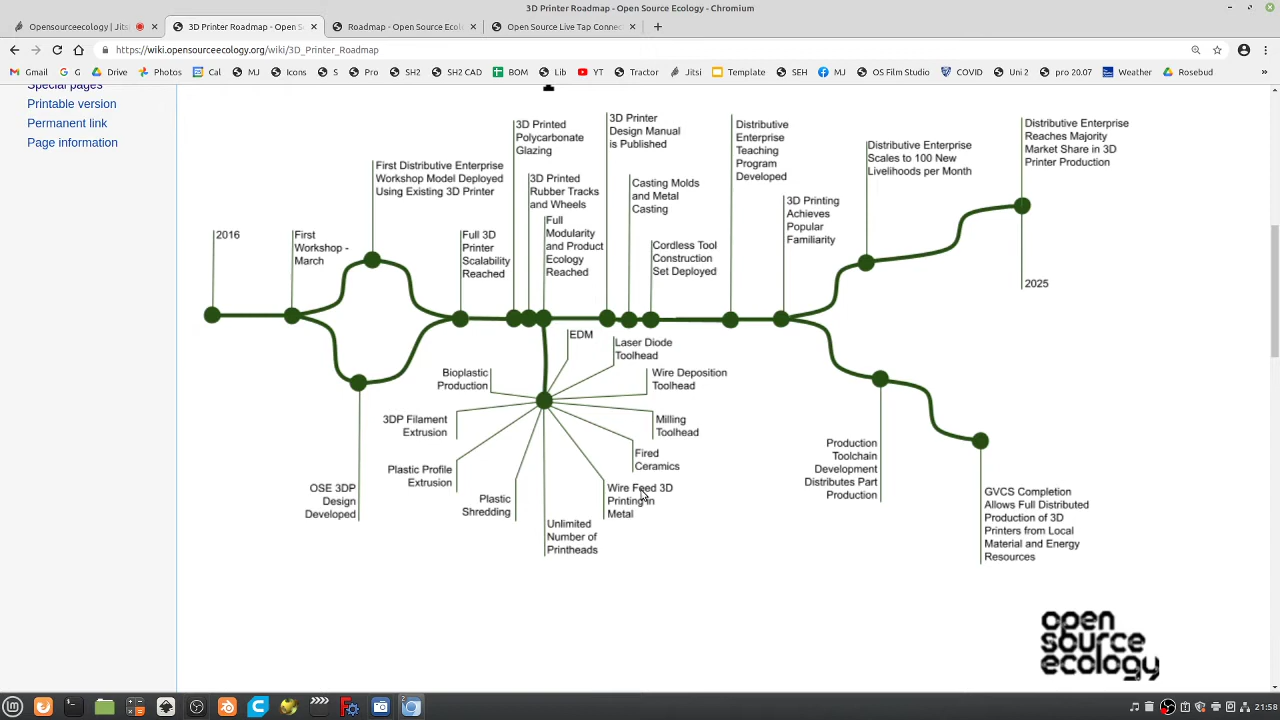 3D Printer Roadmap - Open Source Ecology - Chromium
Opensourceecology | Jitsi
3D Printer Roadmap - Open S
Roadmap - Open Source Ecol
Open Source Live Tap Connec
https://wiki.opensourceecology.org/wiki/3D_Printer_Roadmap
Gmail
G
Drive
Photos
Cal
MJ
Icons
S
Pro
SH2
SH2 CAD
BOM
Lib
YT
Tractor
Jitsi
Template
SEH
MJ
OS Film Studio
COVID
Uni 2
pro 20.07
Weather
Rosebud
»
Special pages
Printable version
Permanent link
Page information
2016
First
Workshop -
March
First Distributive Enterprise
Workshop Model Deployed
Using Existing 3D Printer
OSE 3DP
Design
Developed
Full 3D
Printer
Scalability
Reached
3D Printed
Polycarbonate
Glazing
3D Printed
Rubber Tracks
and Wheels
Full
Modularity
and Product
Ecology
Reached
3D Printer
Design Manual
is Published
Casting Molds
and Metal
Casting
Cordless Tool
Construction
Set Deployed
Distributive
Enterprise
Teaching
Program
Developed
3D Printing
Achieves
Popular
Familiarity
Distributive Enterprise
Scales to 100 New
Livelihoods per Month
Distributive Enterprise
Reaches Majority
Market Share in 3D
Printer Production
2025
EDM
Laser Diode
Toolhead
Wire Deposition
Toolhead
Milling
Toolhead
Fired
Ceramics
Wire Feed 3D
Printing in
Metal
Unlimited
Number of
Printheads
Plastic
Shredding
Plastic Profile
Extrusion
3DP Filament
Extrusion
Bioplastic
Production
Production
Toolchain
Development
Distributes Part
Production
GVCS Completion
Allows Full Distributed
Production of 3D
Printers from Local
Material and Energy
Resources
open
source
ecology
21:58